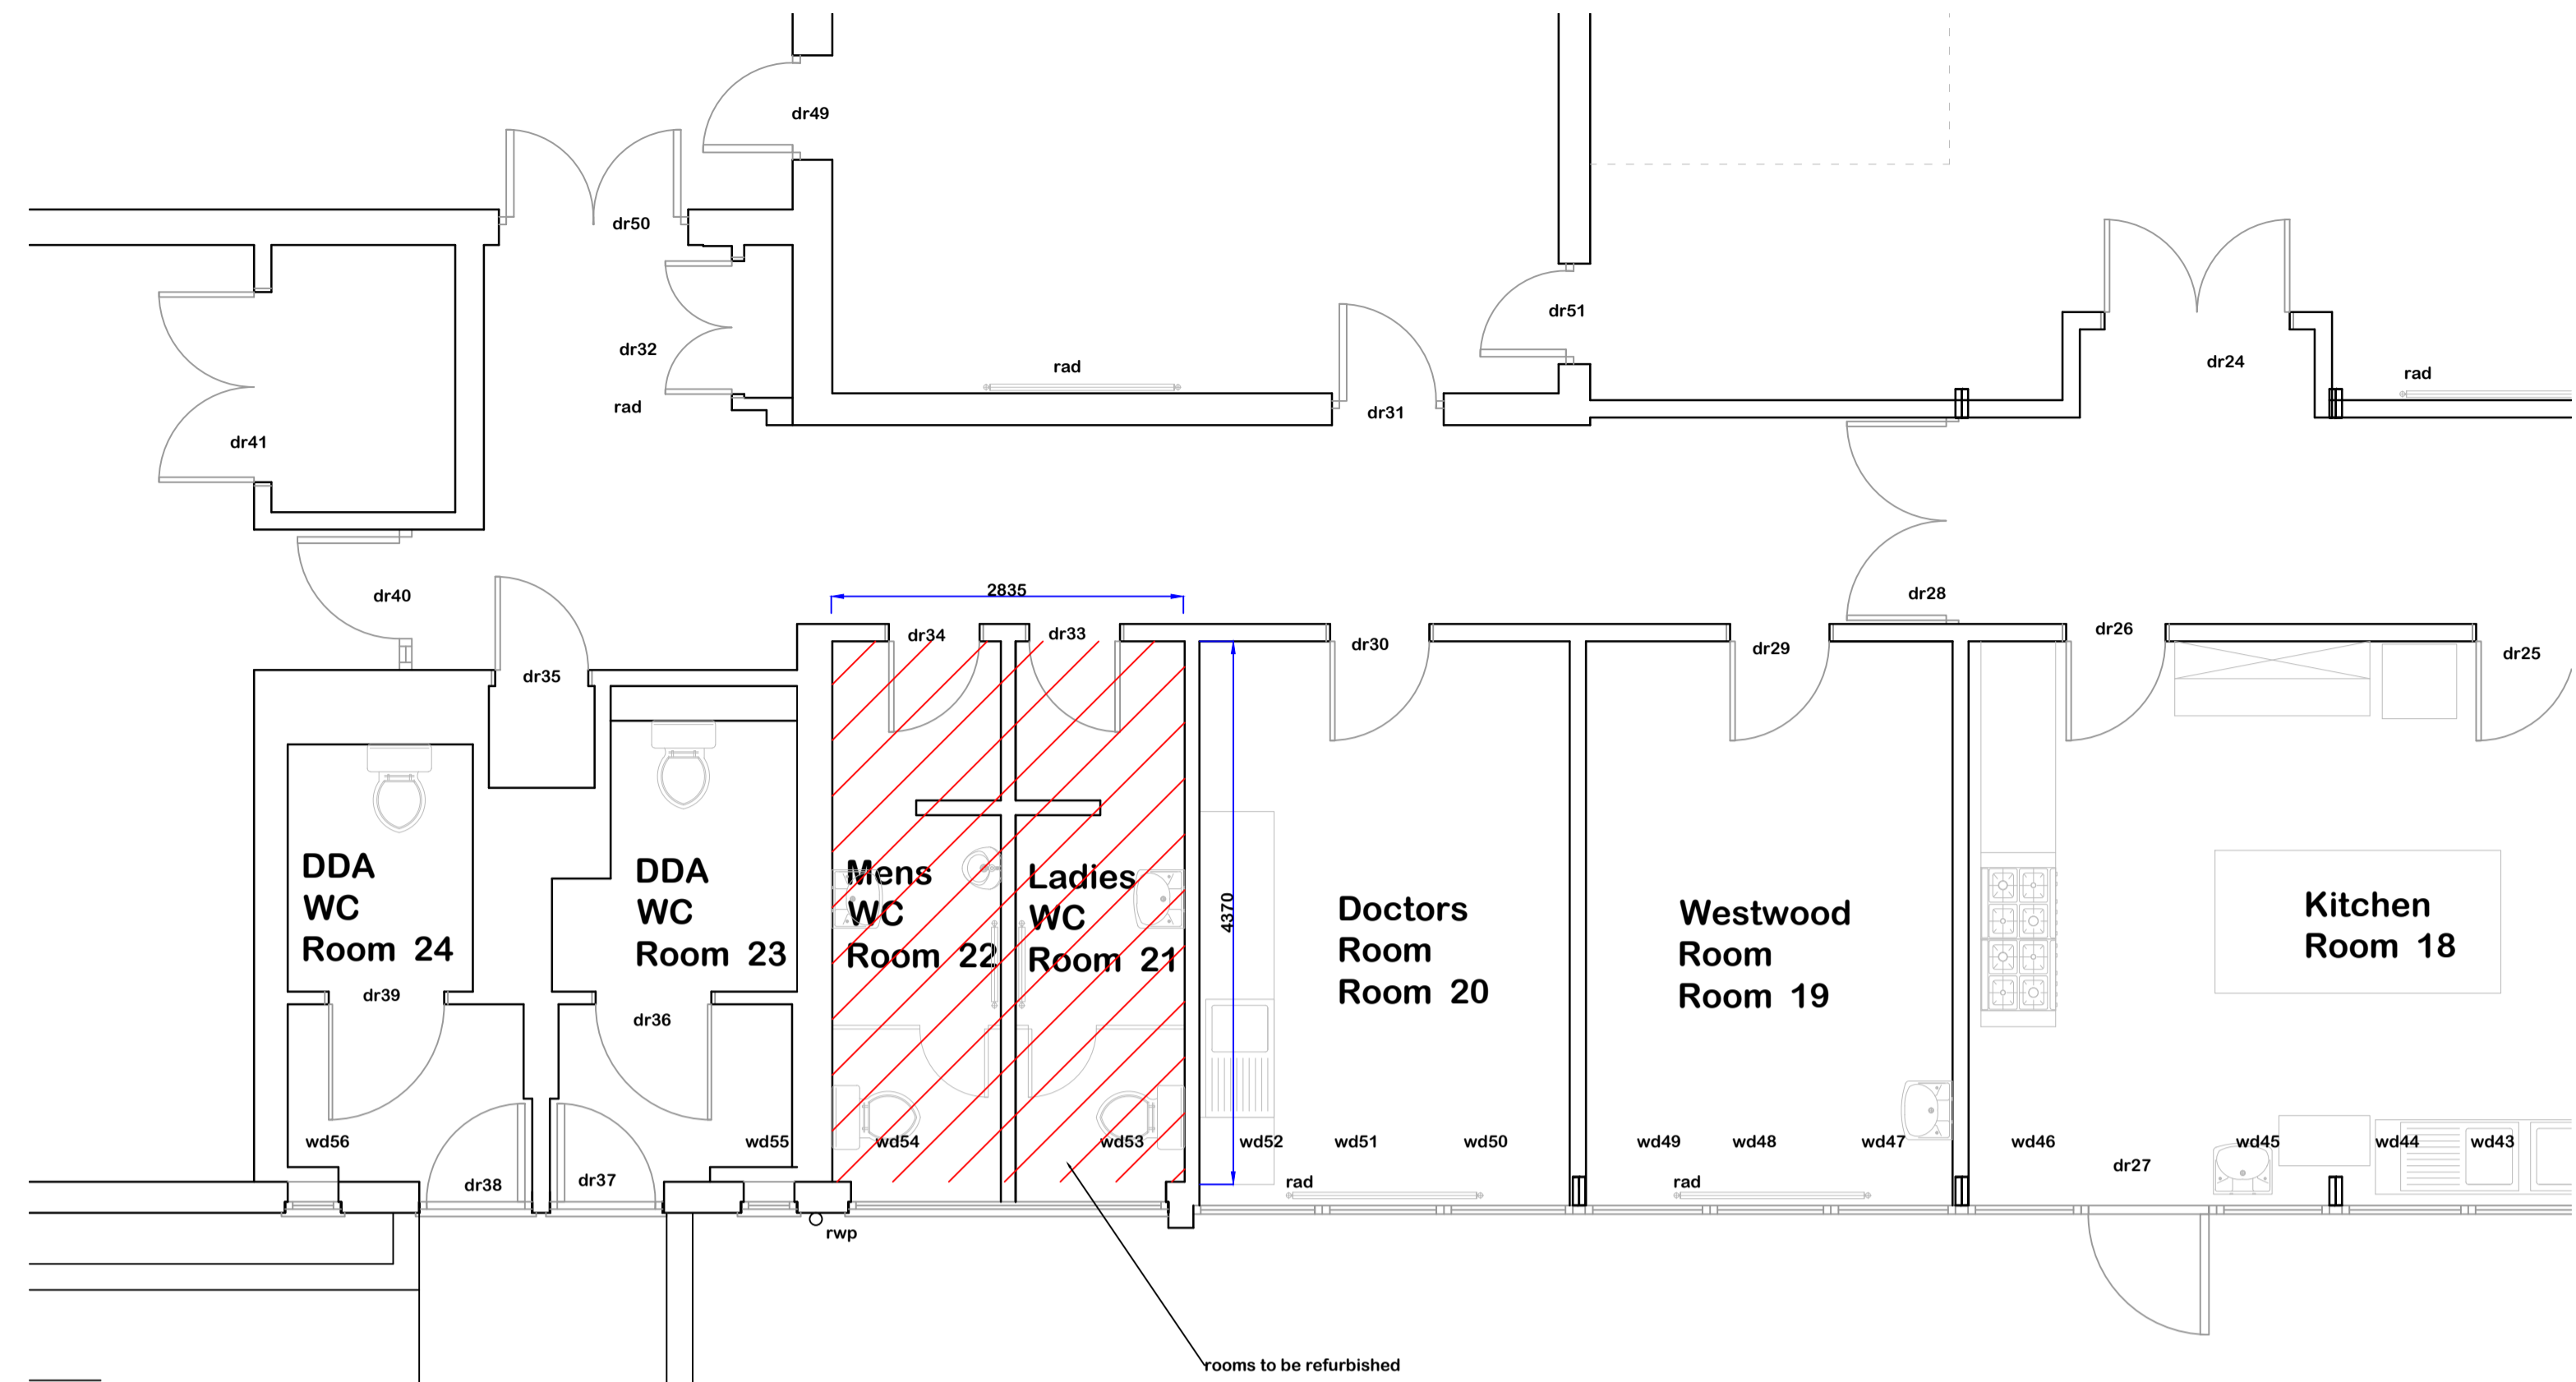 dr49
dr50
dr51
dr32
dr24
rad
rad
rad
dr31
dr41
2835
dr40
dr28
dr34
dr33
dr26
dr30
dr29
dr25
dr35
DDA
WC
Room 24
DDA
WC
Room 23
Mens
WC
Room 22
Ladies
WC
Room 21
4370
Doctors
Room
Room 20
Westwood
Room
Room 19
Kitchen
Room 18
dr39
dr36
wd56
wd55
wd54
wd53
wd52
wd51
wd50
wd49
wd48
wd47
wd46
wd45
wd44
wd43
dr27
dr38
dr37
rad
rad
rwp
rooms to be refurbished